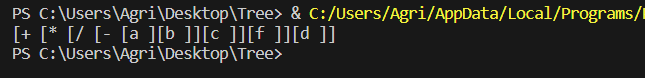 PS C:\Users\Agri\Desktop\Tree> & C:/Users/Agri/AppData/Local/Programs/
[+ [* [/ [- [a ][b ]][c ]][f ]][d ]]
PS C:\Users\Agri\Desktop\Tree>